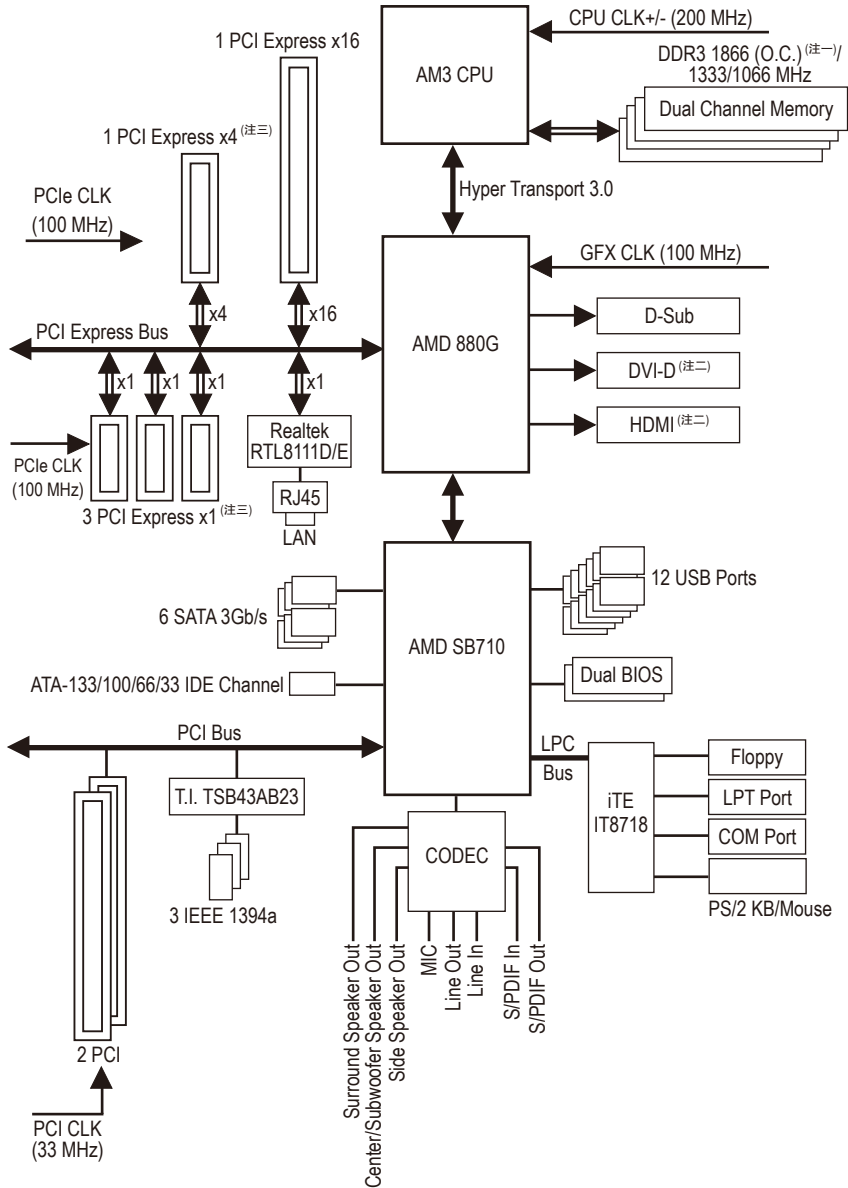 CPU CLK+/- (200 MHz)
1 PCI Express x16
AM3 CPU
DDR3 1866 (O.C.) (注一)/
1333/1066 MHz
Dual Channel Memory
1 PCI Express x4 (注三)
Hyper Transport 3.0
PCIe CLK
(100 MHz)
GFX CLK (100 MHz)
x4
x16
D-Sub
PCI Express Bus
AMD 880G
DVI-D (注二)
x1
x1
x1
x1
HDMI (注二)
Realtek
RTL8111D/E
PCIe CLK
(100 MHz)
RJ45
3 PCI Express x1 (注三)
LAN
12 USB Ports
6 SATA 3Gb/s
AMD SB710
ATA-133/100/66/33 IDE Channel
Dual BIOS
PCI Bus
LPC
Bus
Floppy
T.I. TSB43AB23
iTE
IT8718
LPT Port
COM Port
CODEC
3 IEEE 1394a
PS/2 KB/Mouse
Surround Speaker Out
Center/Subwoofer Speaker Out
Side Speaker Out
MIC
Line Out
Line In
S/PDIF In
S/PDIF Out
2 PCI
PCI CLK
(33 MHz)